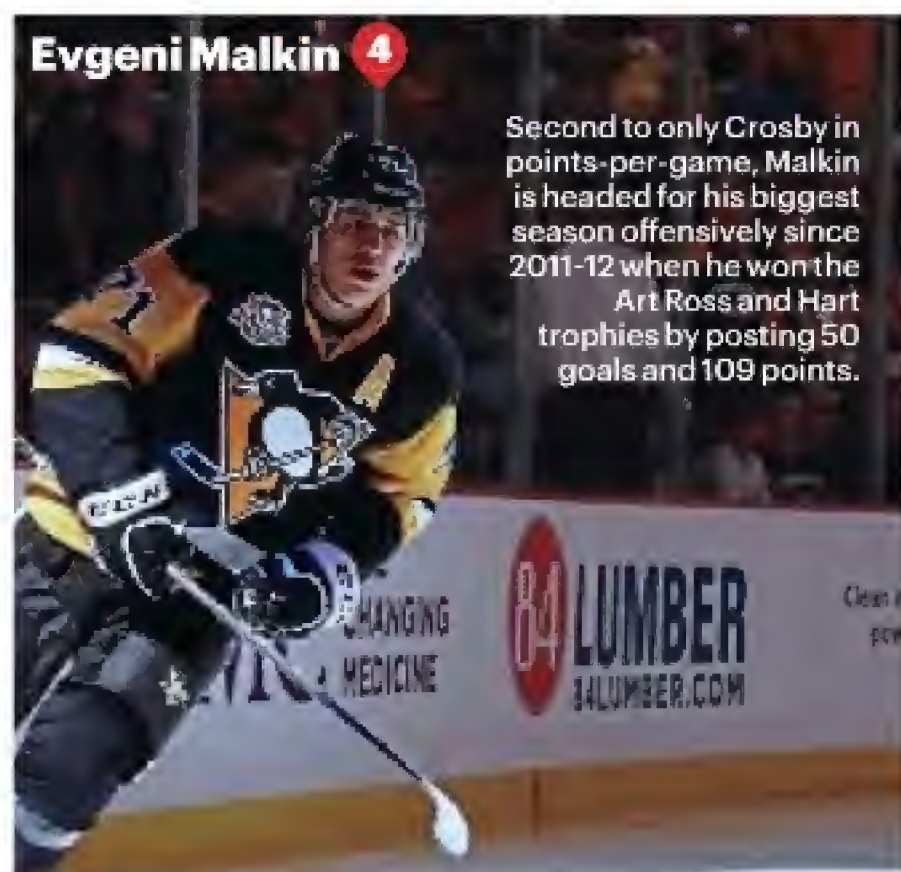 Evgeni Malkin 4
Second to only Crosby in
points-per-game, Malkin
is headed for his biggest
season offensively since
2011-12 when he won the
Art Ross and Hart
trophies by posting 50
goals and 109 points.
71
CCM
CHANGING
MEDICINE
84 LUMBER
84LUMBER.COM
Clean